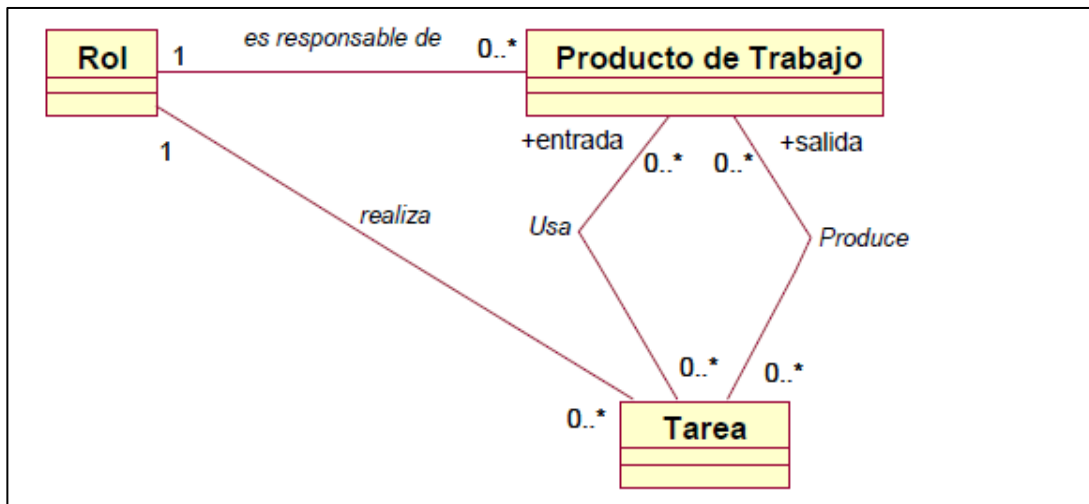 Rol
1
es responsable de
0..*
Producto de Trabajo
1
+entrada
0..*
0..*
+salida
realiza
Usa
Produce
0..*
0..*
0..*
Tarea